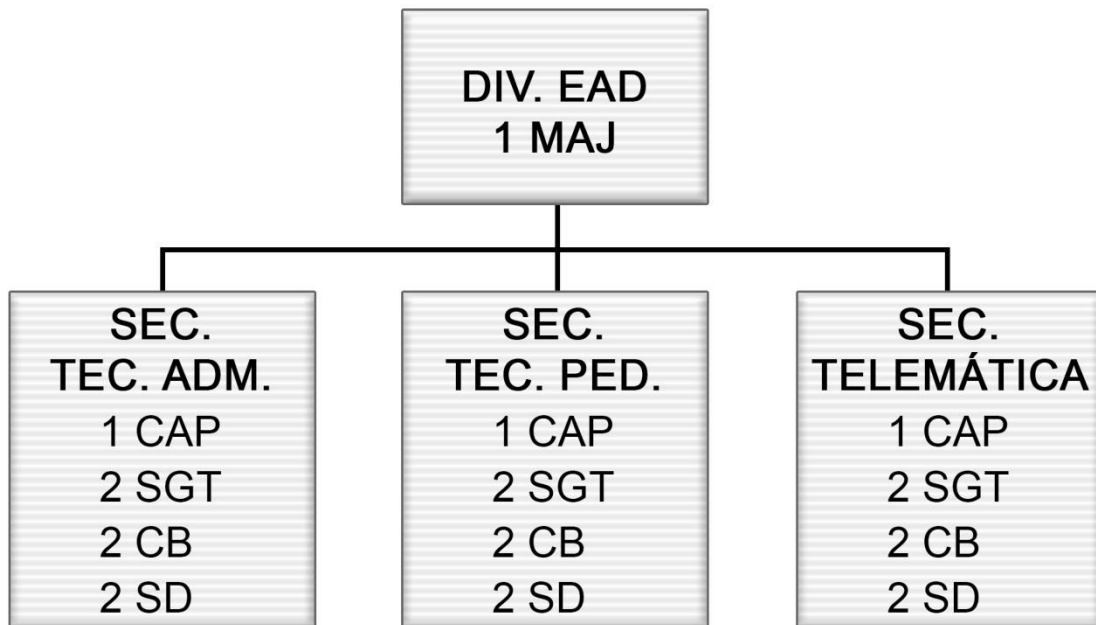 DIV. EAD
1 MAJ
SEC.
TEC. ADM.
1 CAP
2 SGT
2 CB
2 SD
SEC.
TEC. PED.
1 CAP
2 SGT
2 CB
2 SD
SEC.
TELEMÁTICA
1 CAP
2 SGT
2 CB
2 SD